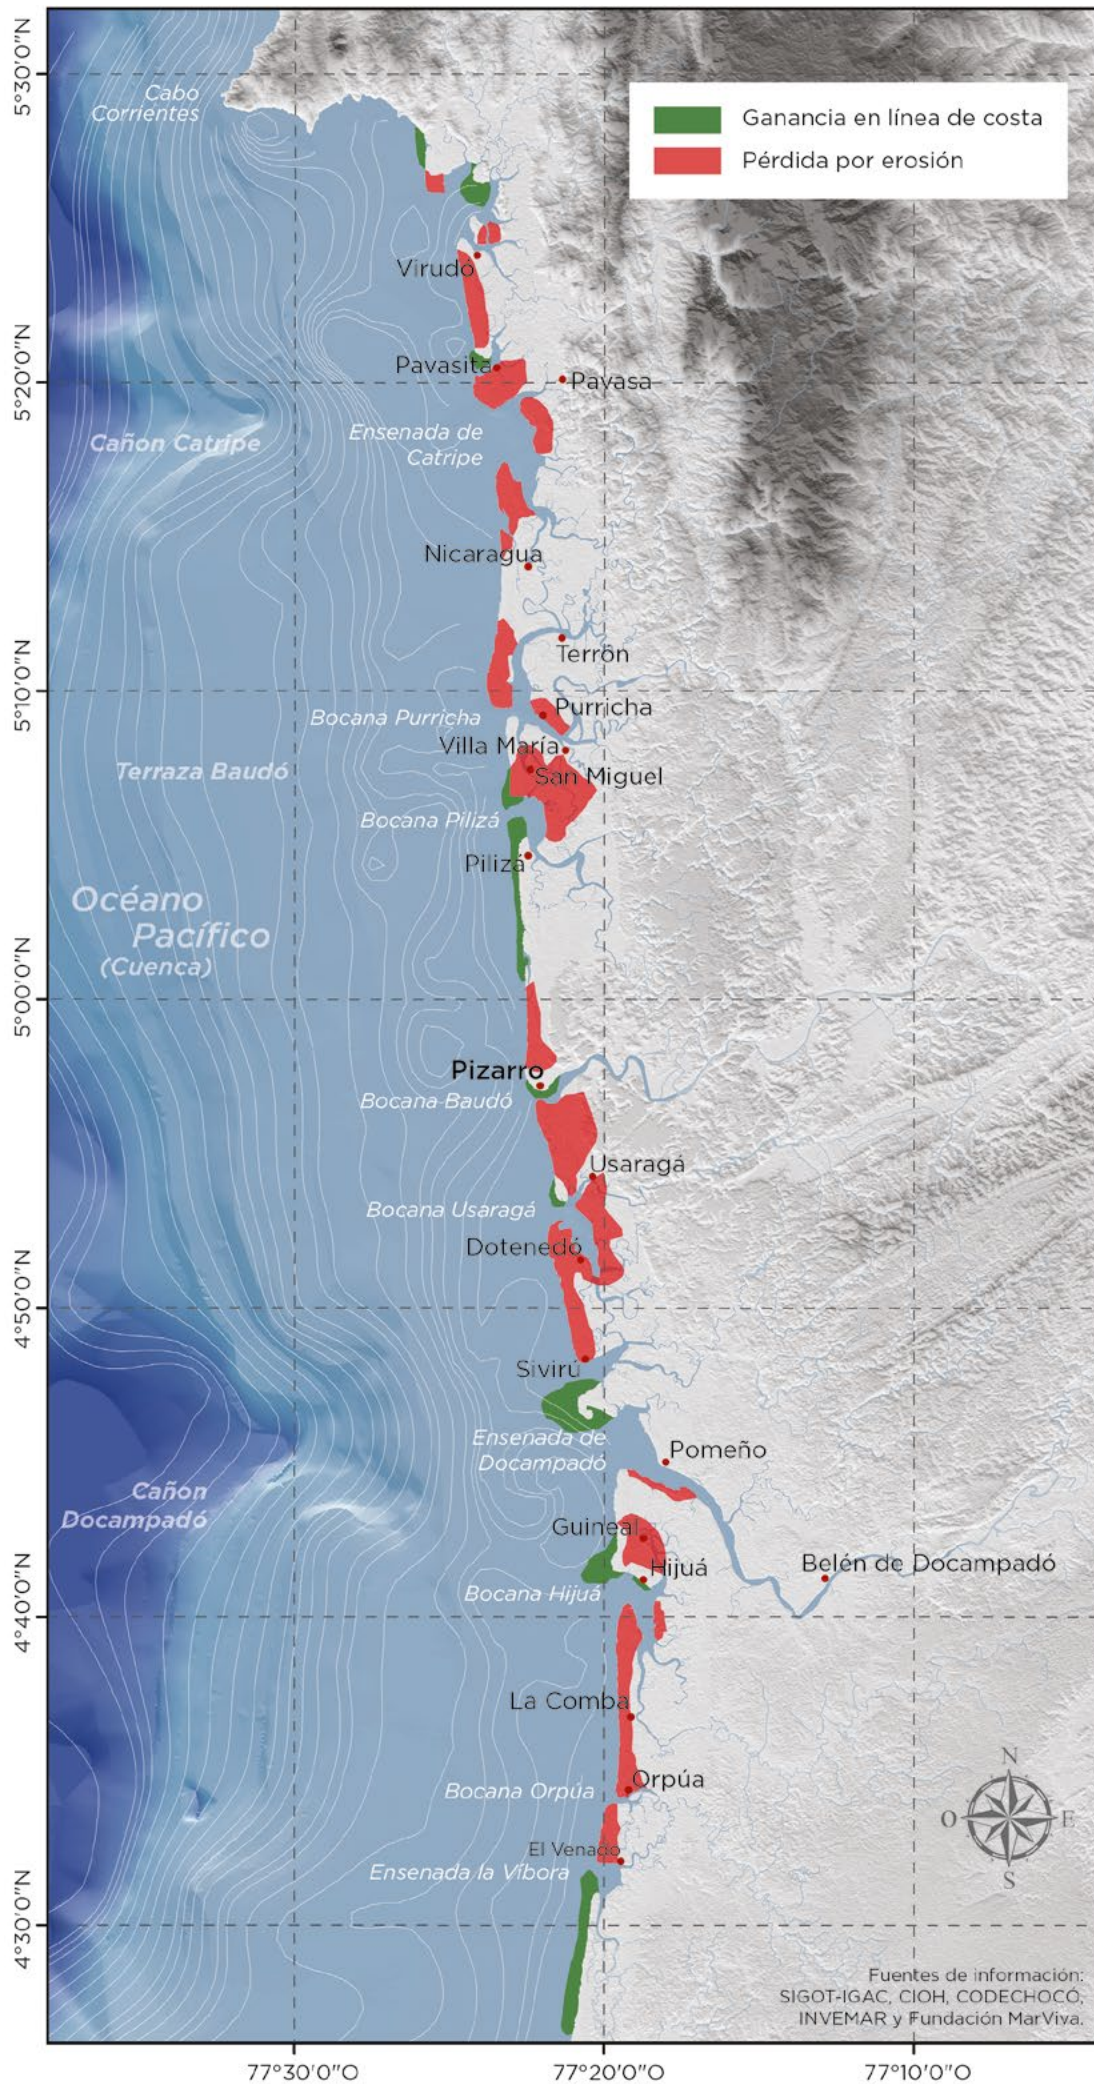 5°30'0"N
Cabo
Corrientes
Ganancia en línea de costa
Pérdida por erosión
Virudó
5°20'0"N
Pavasita
Pavasa
Ensenada de
Catripe
Cañon Catripe
Nicaragua
Terrón
5°10'0"N
Purricha
Bocana Purricha
Villa María
San Miguel
Terraza Baudó
Bocana Pilizá
Pilizá
Océano
Pacífico
(Cuenca)
5°0'0"N
Pizarro
Bocana Baudó
Usaragá
Bocana Usaragá
Dotenedó
4°50'0"N
Sivirú
Ensenada de
Docampadó
Pomeño
Cañon
Docampadó
Guineal
Hijuá
Belén de Docampadó
Bocana Hijuá
4°40'0"N
La Comba
Orpúa
Bocana Orpúa
El Venado
Ensenada la Víbora
N
O
E
S
4°30'0"N
Fuentes de información:
SIGOT-IGAC, CIOH, CODECHOCÓ,
INVEMAR y Fundación MarViva.
77°30'0"O
77°20'0"O
77°10'0"O